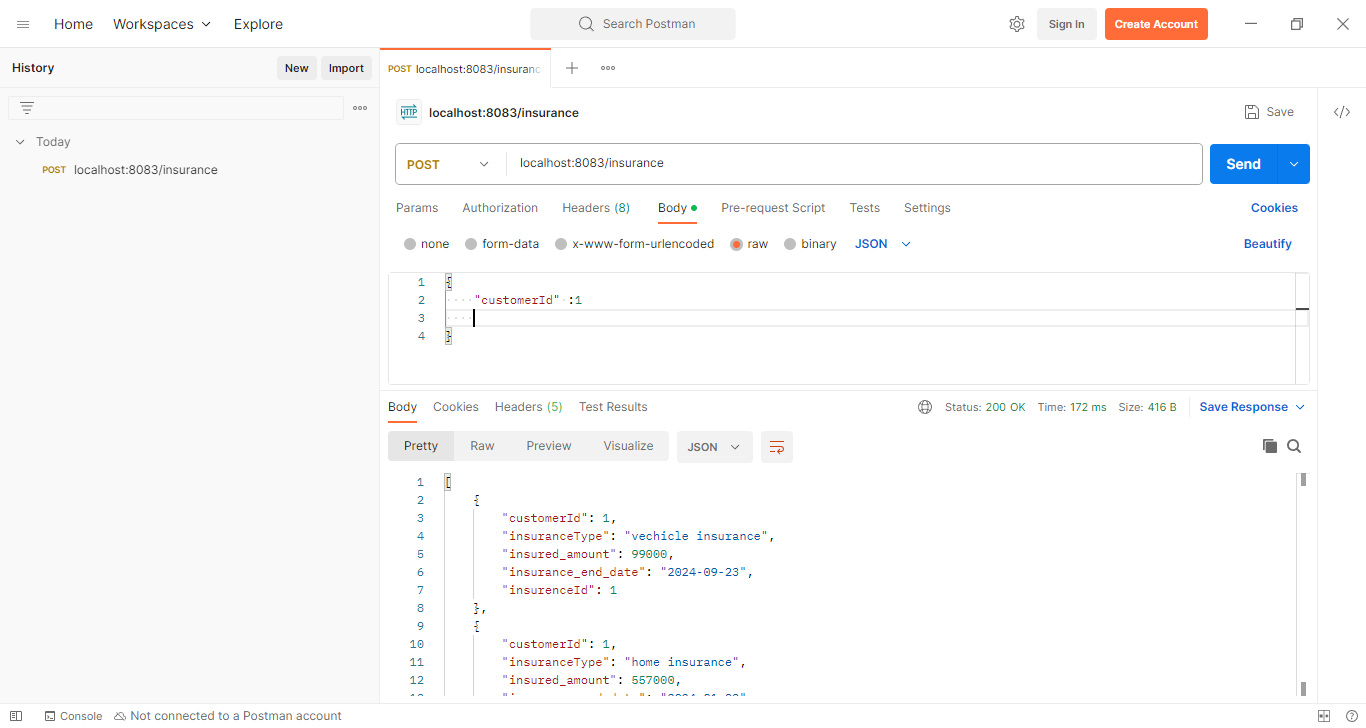 Home Workspaces Explore Search Postman Sign In Create Account
History New Import
POST localhost:8083/insuranc
HTTP localhost:8083/insurance Save
Today
POST localhost:8083/insurance
POST localhost:8083/insurance Send
Params Authorization Headers (8) Body Pre-request Script Tests Settings Cookies
none form-data x-www-form-urlencoded raw binary JSON Beautify
1 {
2 "customerId" :1
3
4 }
Body Cookies Headers (5) Test Results Status: 200 OK Time: 172 ms Size: 416 B Save Response
Pretty Raw Preview Visualize JSON
1 [
2 {
3 "customerId": 1,
4 "insuranceType": "vechicle insurance",
5 "insured_amount": 99000,
6 "insurance_end_date": "2024-09-23",
7 "insurenceId": 1
8 },
9 {
10 "customerId": 1,
11 "insuranceType": "home insurance",
12 "insured_amount": 557000,
Console Not connected to a Postman account